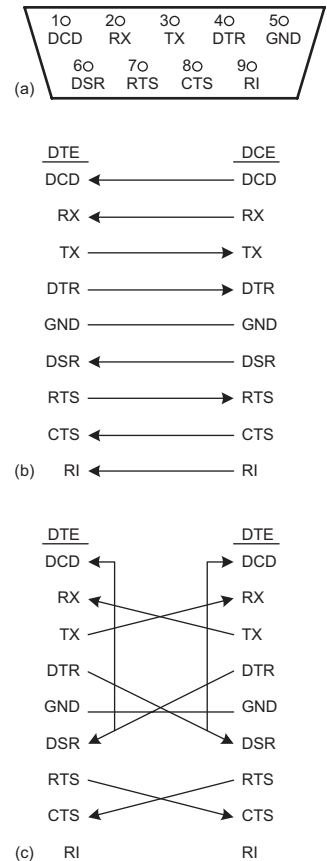 1 2 3 4 5
DCD RX TX DTR GND
6 7 8 9
DSR RTS CTS RI
(a)
DTE DCE
DCD DCD
RX RX
TX TX
DTR DTR
GND GND
DSR DSR
RTS RTS
CTS CTS
(b) RI RI
DTE DTE
DCD DCD
RX RX
TX TX
DTR DTR
GND GND
DSR DSR
RTS RTS
CTS CTS
(c) RI RI